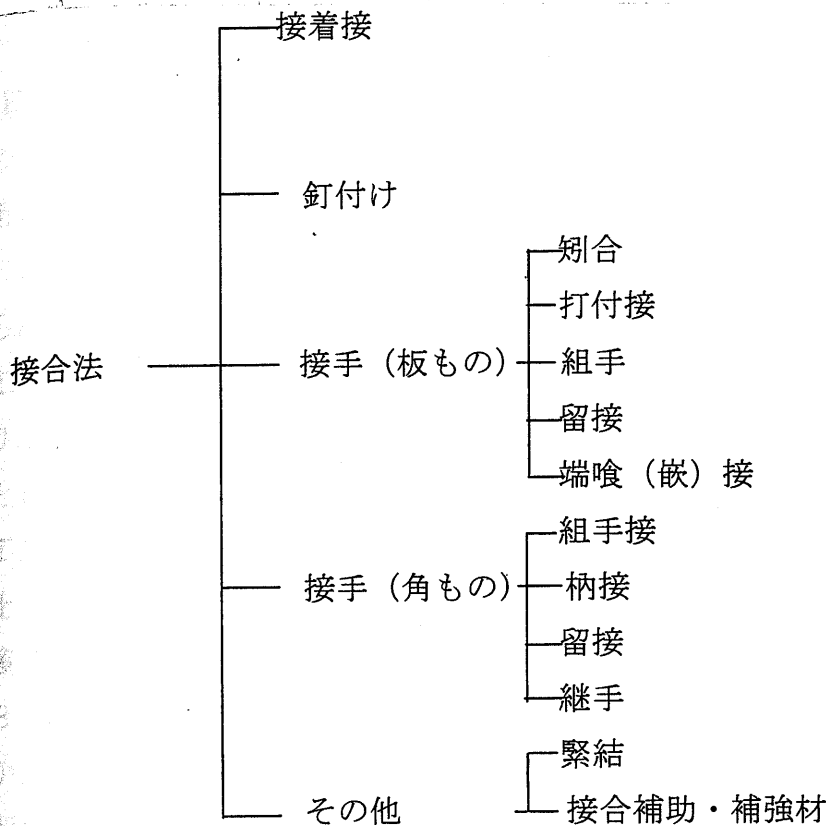 接着接
釘付け
矧合
打付接
接合法 接手（板もの） 組手
留接
端喰（嵌）接
組手接
接手（角もの） 枘接
留接
継手
緊結
その他 接合補助・補強材